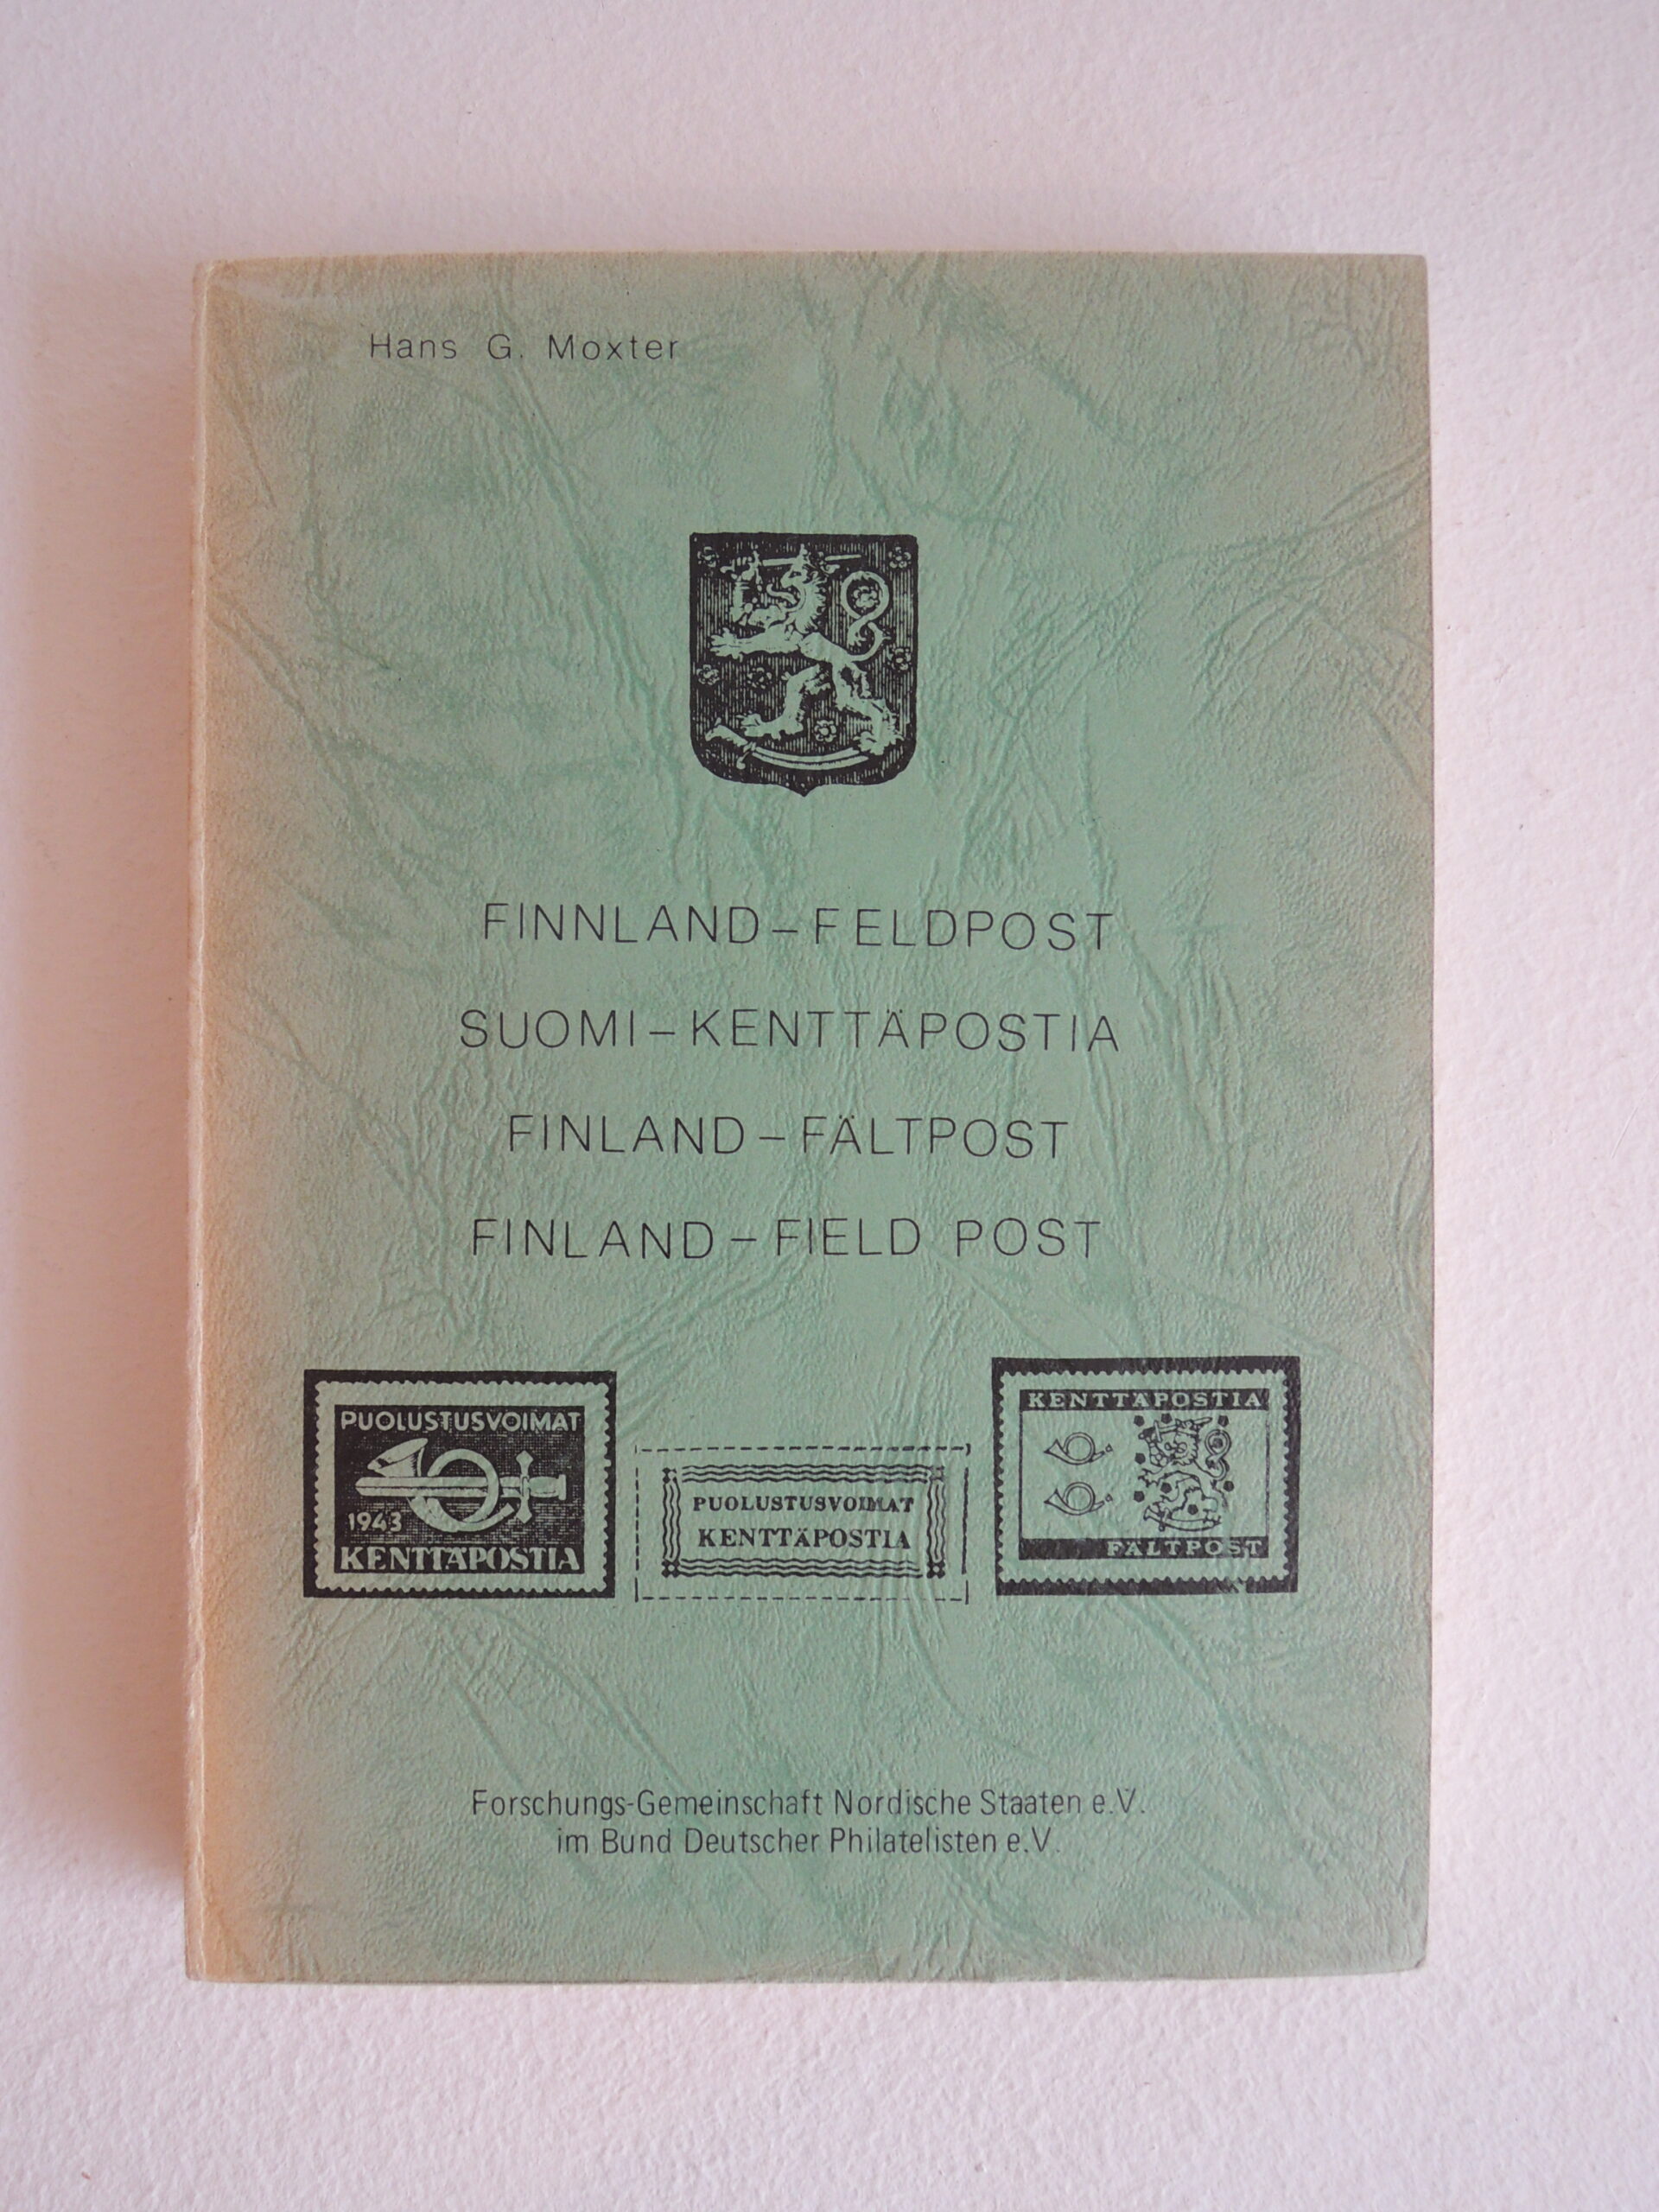 Hans G. Moxter
FINNLAND–FELDPOST
SUOMI–KENTTÄPOSTIA
FINLAND–FÄLTPOST
FINLAND–FIELD POST
PUOLUSTUSVOIMAT
1943
KENTTÄPOSTIA
PUOLUSTUSVOIMAT
KENTTÄPOSTIA
KENTTÄPOSTIA
FÄLTPOST
Forschungs-Gemeinschaft Nordische Staaten e.V.
im Bund Deutscher Philatelisten e.V.